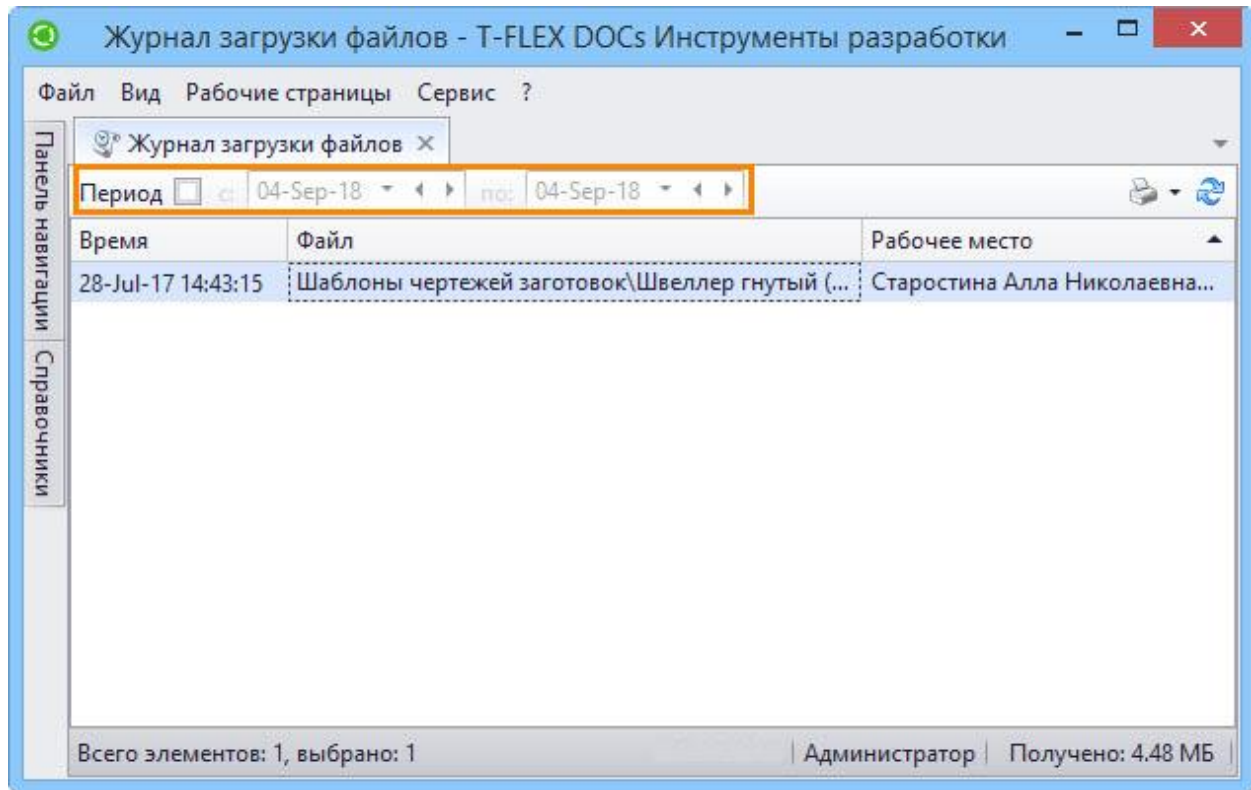 Журнал загрузки файлов - T-FLEX DOCs Инструменты разработки
Файл Вид Рабочие страницы Сервис ?
Журнал загрузки файлов
Период с: 04-Sep-18 по: 04-Sep-18
Время Файл Рабочее место
28-Jul-17 14:43:15 Шаблоны чертежей заготовок\Швеллер гнутый (... Старостина Алла Николаевна...
Панель навигации
Справочники
Всего элементов: 1, выбрано: 1 Администратор Получено: 4.48 МБ